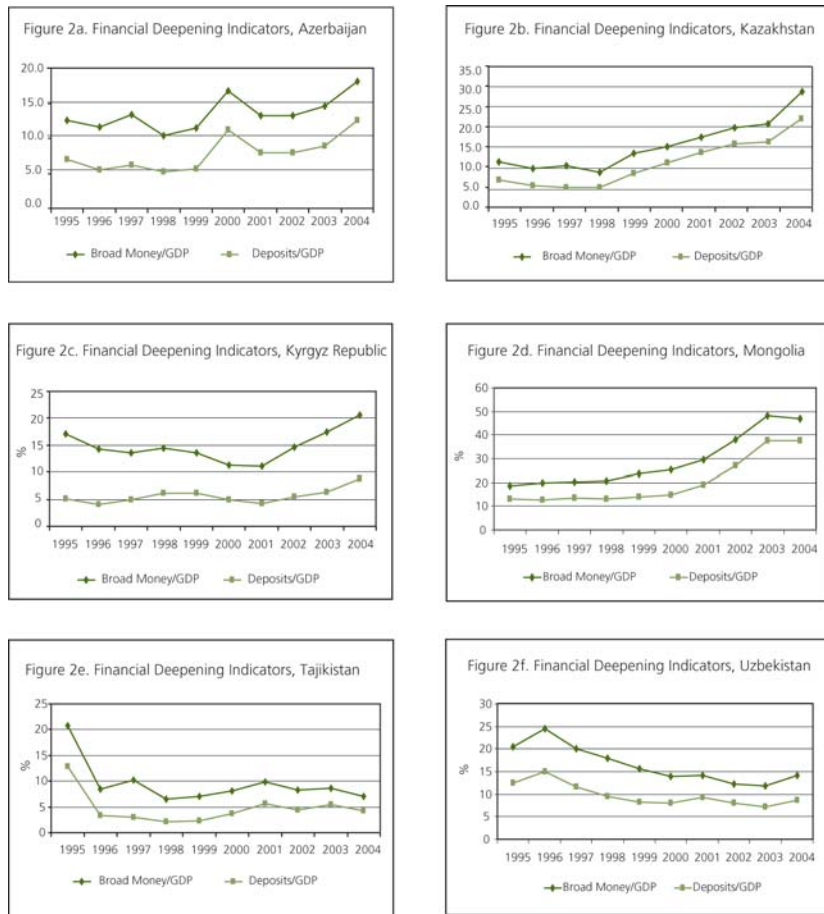 Figure 2a. Financial Deepening Indicators, Azerbaijan
20.0
15.0
10.0
5.0
0.0
1995 1996 1997 1998 1999 2000 2001 2002 2003 2004
Broad Money/GDP Deposits/GDP
Figure 2b. Financial Deepening Indicators, Kazakhstan
35.0
30.0
25.0
20.0
15.0
10.0
5.0
0.0
1995 1996 1997 1998 1999 2000 2001 2002 2003 2004
Broad Money/GDP Deposits/GDP
Figure 2c. Financial Deepening Indicators, Kyrgyz Republic
25
20
15
10
5
0
%
1995 1996 1997 1998 1999 2000 2001 2002 2003 2004
Broad Money/GDP Deposits/GDP
Figure 2d. Financial Deepening Indicators, Mongolia
60
50
40
30
20
10
0
%
1995 1996 1997 1998 1999 2000 2001 2002 2003 2004
Broad Money/GDP Deposits/GDP
Figure 2e. Financial Deepening Indicators, Tajikistan
25
20
15
10
5
0
%
1995 1996 1997 1998 1999 2000 2001 2002 2003 2004
Broad Money/GDP Deposits/GDP
Figure 2f. Financial Deepening Indicators, Uzbekistan
30
25
20
15
10
5
0
%
1995 1996 1997 1998 1999 2000 2001 2002 2003 2004
Broad Money/GDP Deposits/GDP